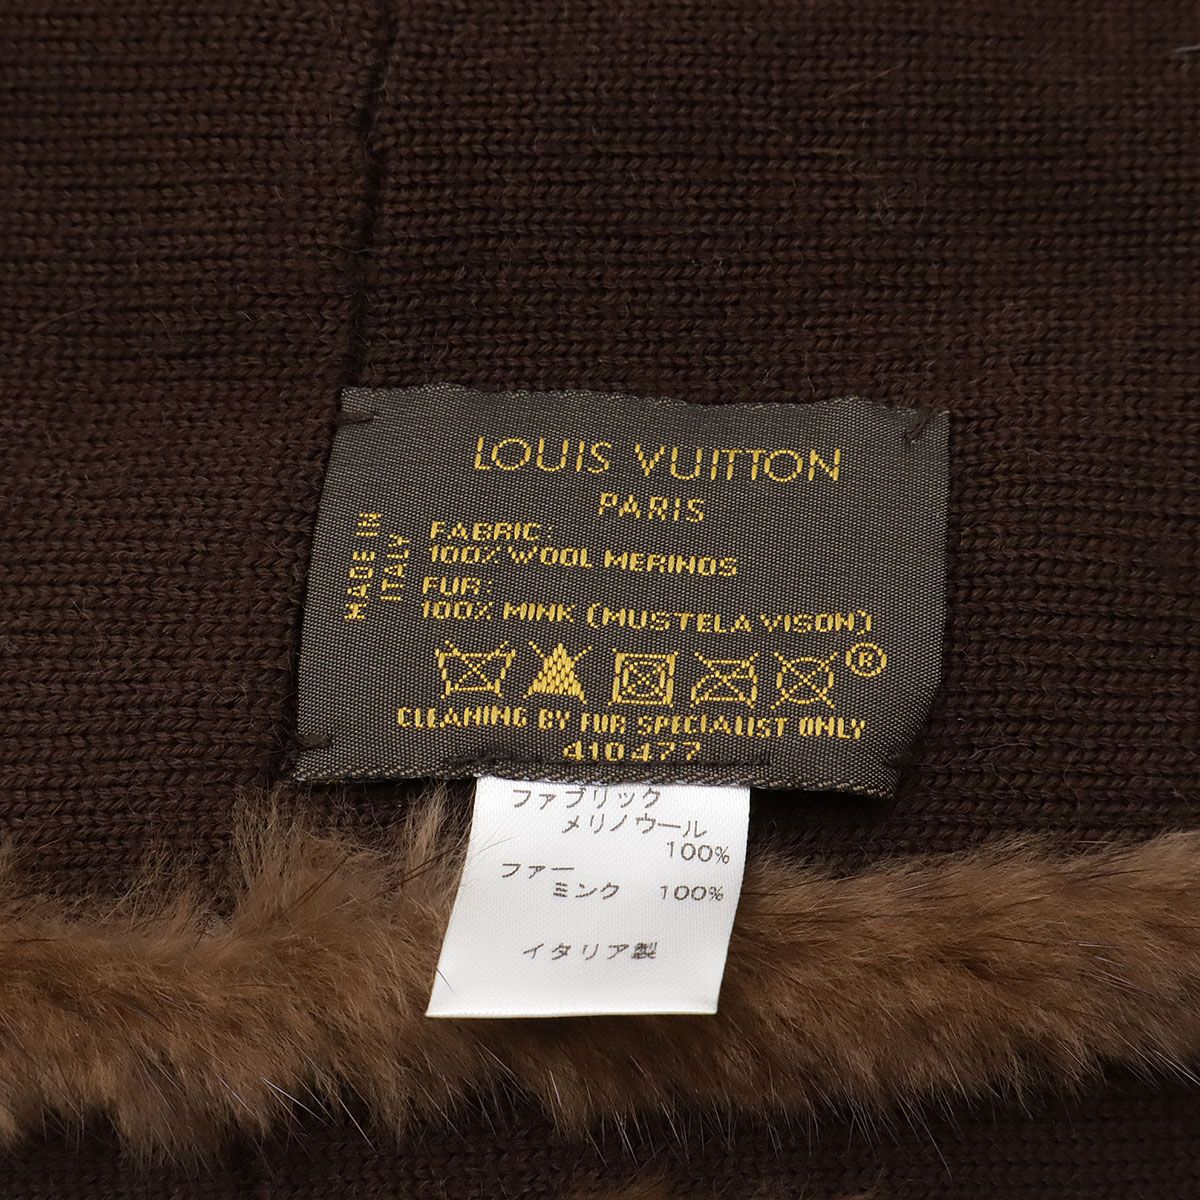 LOUIS VUITTON
PARIS
MADE IN
ITALY
FABRIC:
100% WOOL MERINOS
FUR:
100% MINK (MUSTELA VISON)
®
CLEANING BY FUR SPECIALIST ONLY
410477
ファブリック
メリノウール
100%
ファー
ミンク 100%
イタリア製